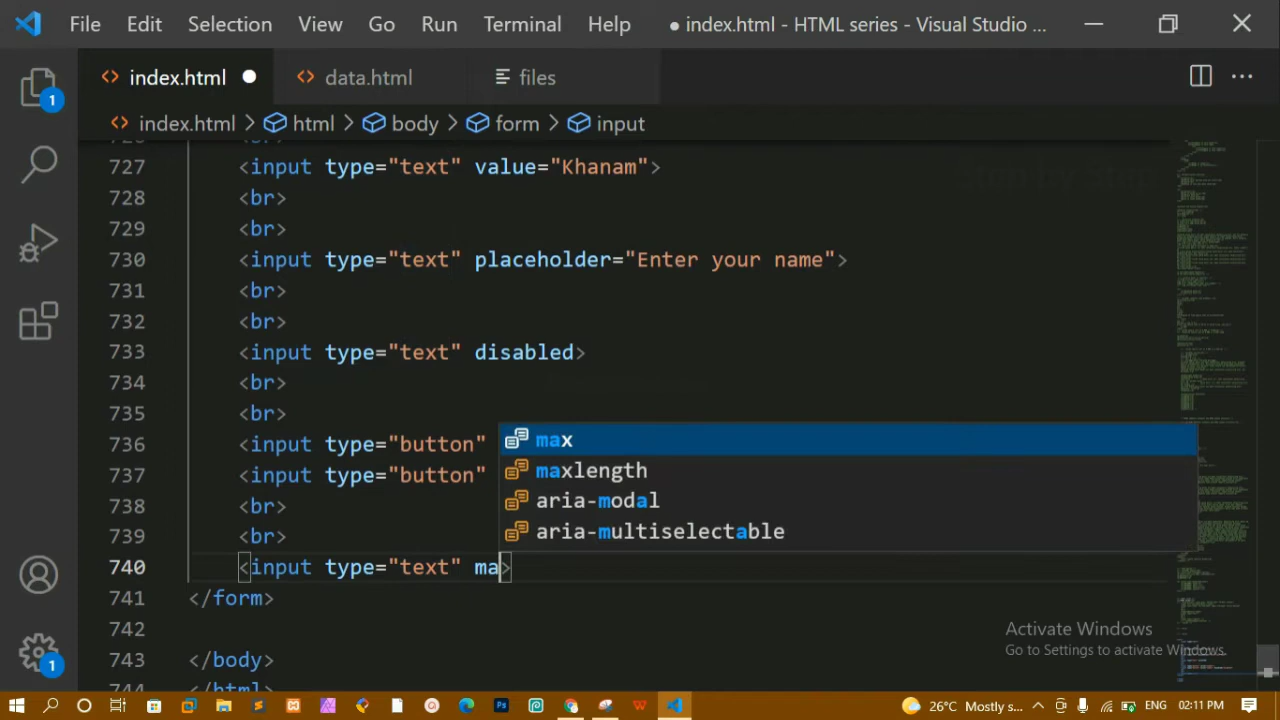 File Edit Selection View Go Run Terminal Help ● index.html - HTML series - Visual Studio ...
index.html data.html files
1
index.html > html > body > form > input
727 <input type="text" value="Khanam">
728 <br>
729 <br>
730 <input type="text" placeholder="Enter your name">
731 <br>
732 <br>
733 <input type="text" disabled>
734 <br>
735 <br>
736 <input type="button"
max
737 <input type="button"
maxlength
738 <br>
aria-modal
739 <br>
aria-multiselectable
740 <input type="text" ma>
741 </form>
742
Activate Windows
Go to Settings to activate Windows.
743 </body>
1
744 </html>
26°C Mostly s... ENG 02:11 PM